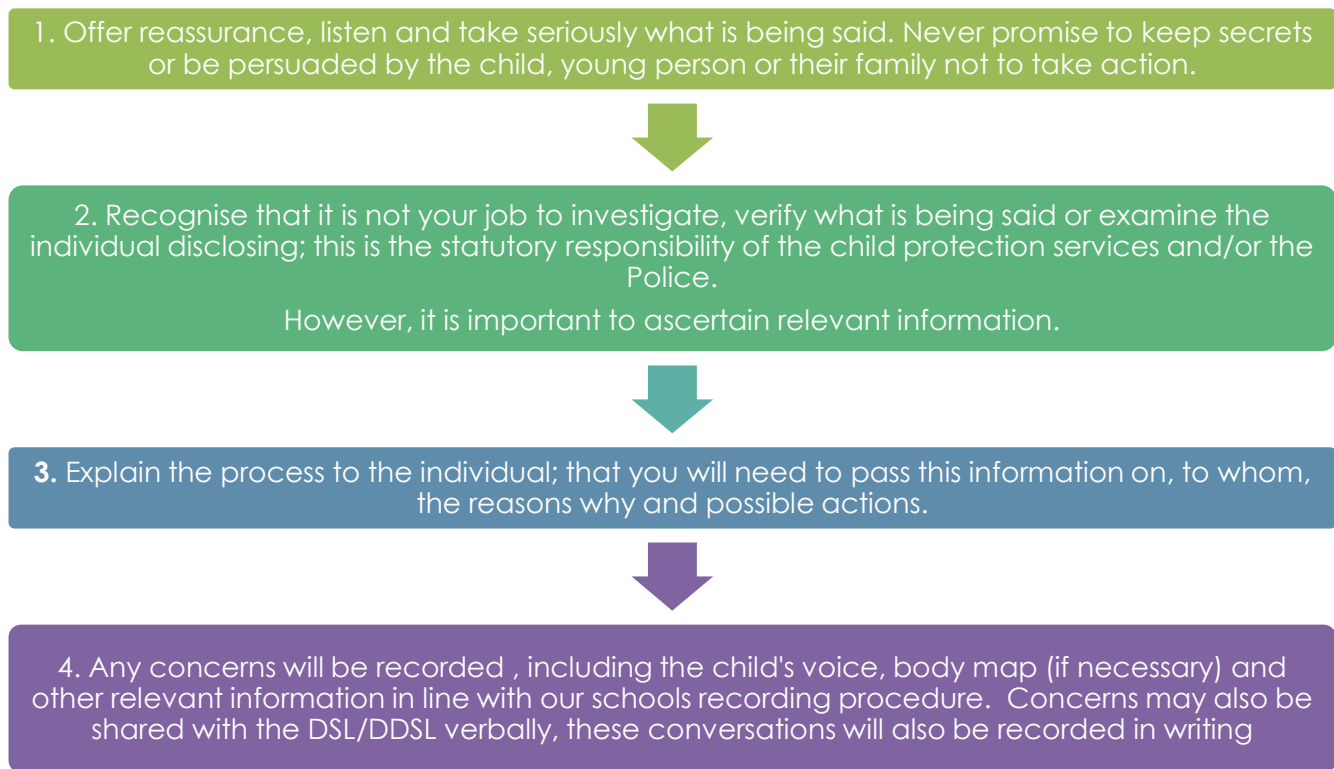 1. Offer reassurance, listen and take seriously what is being said. Never promise to keep secrets
or be persuaded by the child, young person or their family not to take action.
2. Recognise that it is not your job to investigate, verify what is being said or examine the
individual disclosing; this is the statutory responsibility of the child protection services and/or the
Police.
However, it is important to ascertain relevant information.
3. Explain the process to the individual; that you will need to pass this information on, to whom,
the reasons why and possible actions.
4. Any concerns will be recorded , including the child's voice, body map (if necessary) and
other relevant information in line with our schools recording procedure.  Concerns may also be
shared with the DSL/DDSL verbally, these conversations will also be recorded in writing